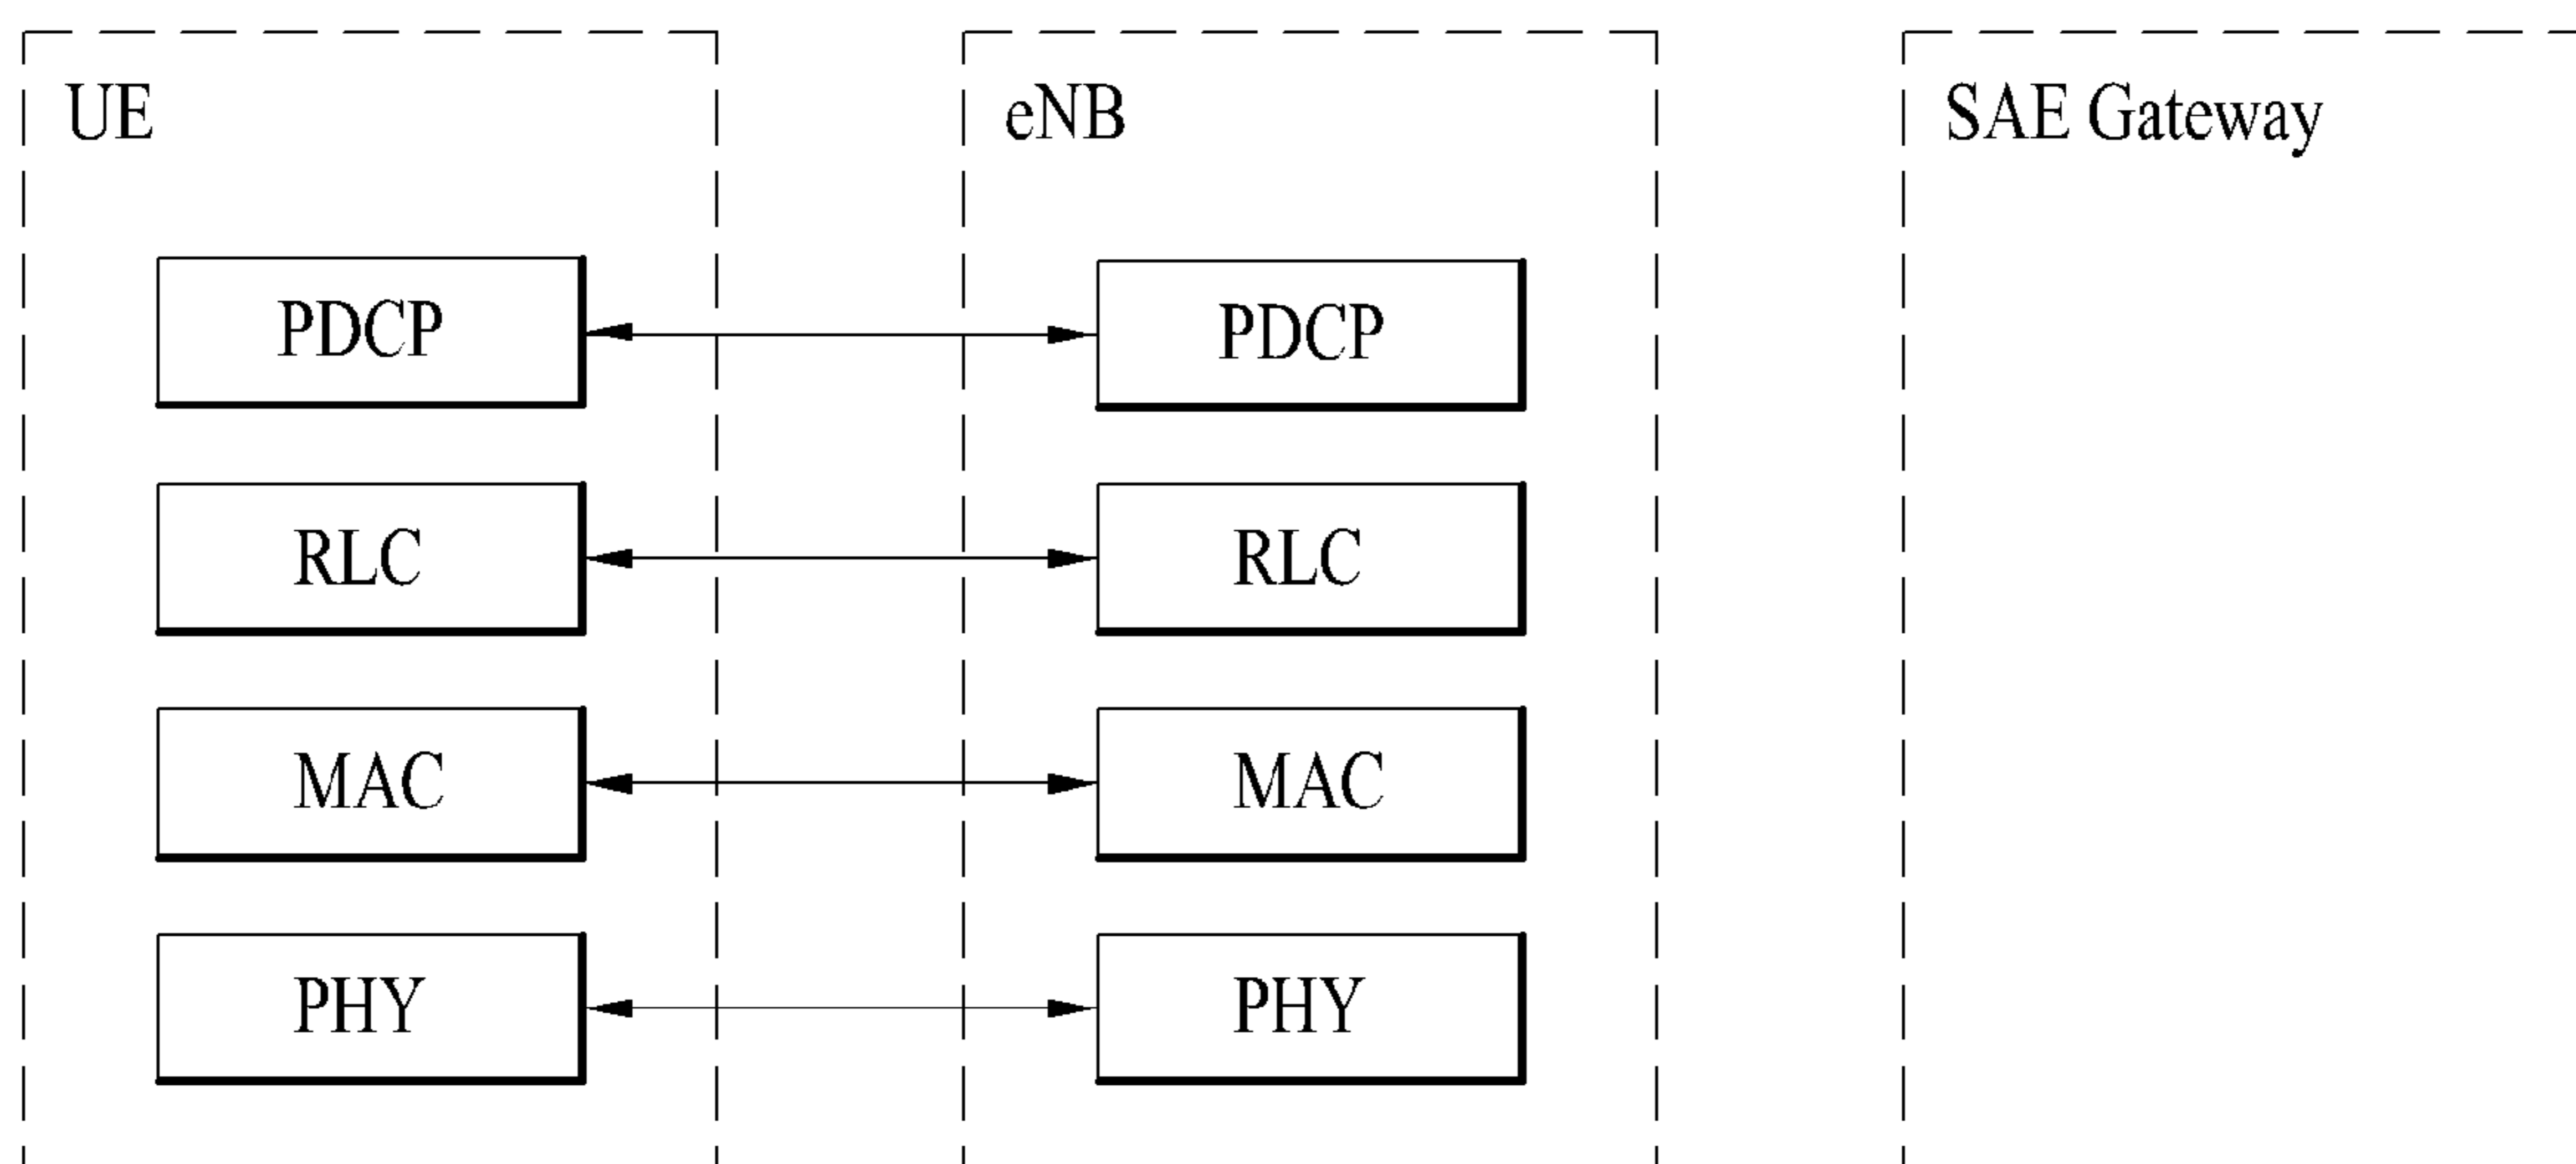 UE
eNB
SAE Gateway
PDCP
PDCP
RLC
RLC
MAC
MAC
PHY
PHY